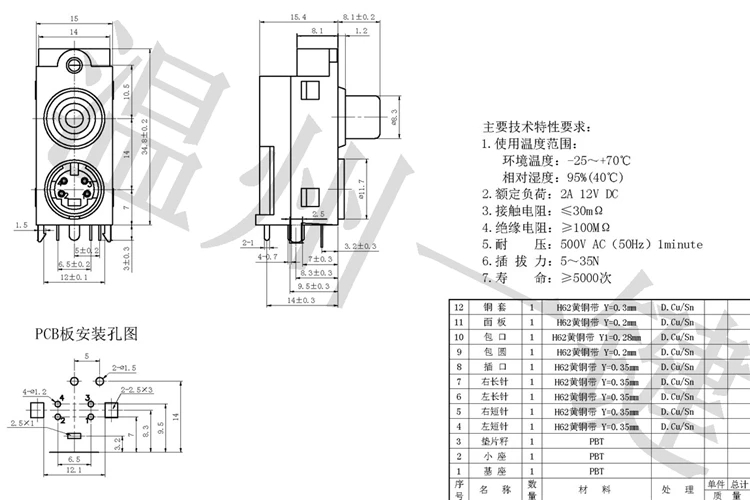 15
14
10.5
14
7
34.8±0.2
1.5
5±0.2
6.5±0.2
12±0.1
3±0.3
15.4
8.1±0.2
8.1
1.2
ø8.3
ø11.7
2.5
2-1
4-0.7
3.2±0.3
7±0.3
8.3±0.3
9.5±0.3
14±0.3
温州一键
主要技术特性要求:
1.使用温度范围:
环境温度: -25～+70℃
相对湿度: 95%(40℃)
2.额定负荷: 2A 12V DC
3.接触电阻: ≤30mΩ
4.绝缘电阻: ≥100MΩ
5.耐 压: 500V AC (50Hz) 1minute
6.插 拔 力: 5～35N
7.寿 命: ≥5000次
PCB板安装孔图
5
2-ø1.5
4-ø1.2
4 3
2 1
2-2.5×3
2.5×1
3.2
7
8.3
9.5
14
6.5
12.1
12 铜 套 1 H62黄铜带 Y=0.3mm D.Cu/Sn
11 面 板 1 H62黄铜带 Y=0.2mm D.Cu/Sn
10 包 口 1 H62黄铜带 Y1=0.28mm D.Cu/Sn
9 包 圆 1 H62黄铜带 Y=0.2mm D.Cu/Sn
8 插 口 1 H62黄铜带 Y=0.35mm D.Cu/Sn
7 右长针 1 H62黄铜带 Y=0.35mm D.Cu/Sn
6 左长针 1 H62黄铜带 Y=0.35mm D.Cu/Sn
5 右短针 1 H62黄铜带 Y=0.35mm D.Cu/Sn
4 左短针 1 H62黄铜带 Y=0.35mm D.Cu/Sn
3 垫片籽 1 PBT
2 小 座 1 PBT
1 基 座 1 PBT
序号 名 称 数量 材 料 处 理 单件 总计
质 量